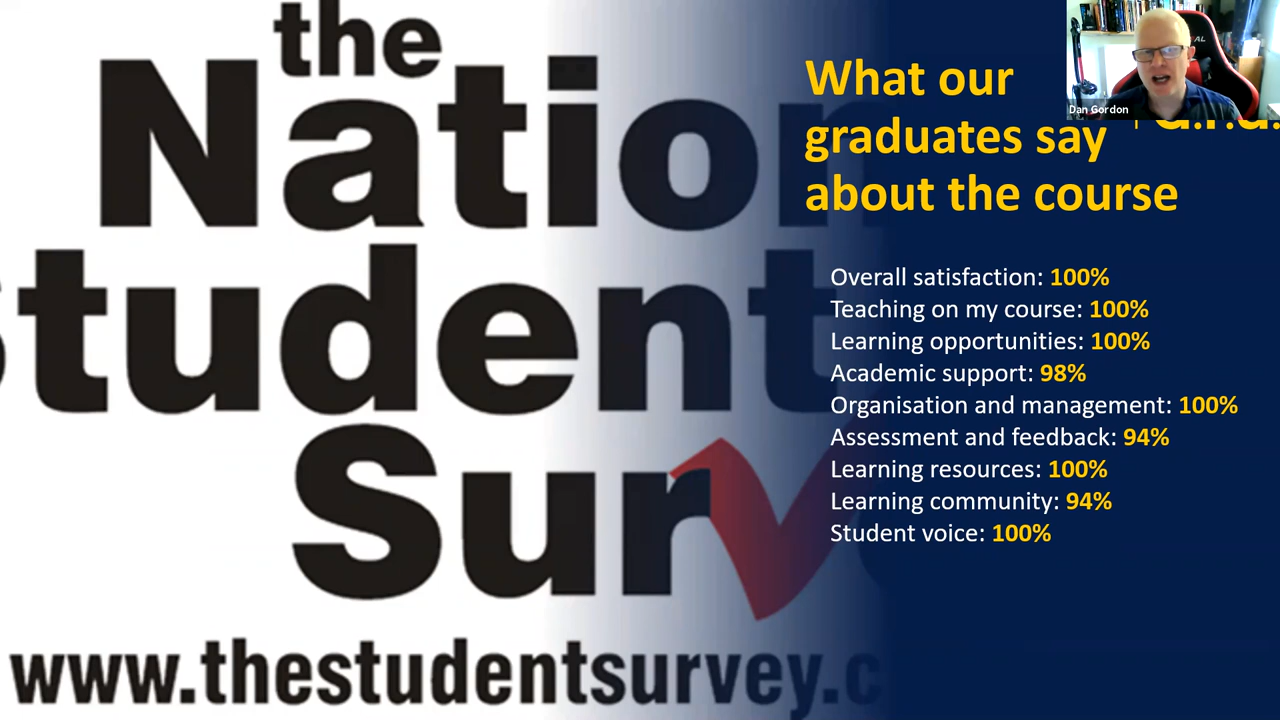 the
Nation
Student
Surv
www.thestudentsurvey.c
What our
graduates say
about the course
Dan Gordon
Overall satisfaction: 100%
Teaching on my course: 100%
Learning opportunities: 100%
Academic support: 98%
Organisation and management: 100%
Assessment and feedback: 94%
Learning resources: 100%
Learning community: 94%
Student voice: 100%